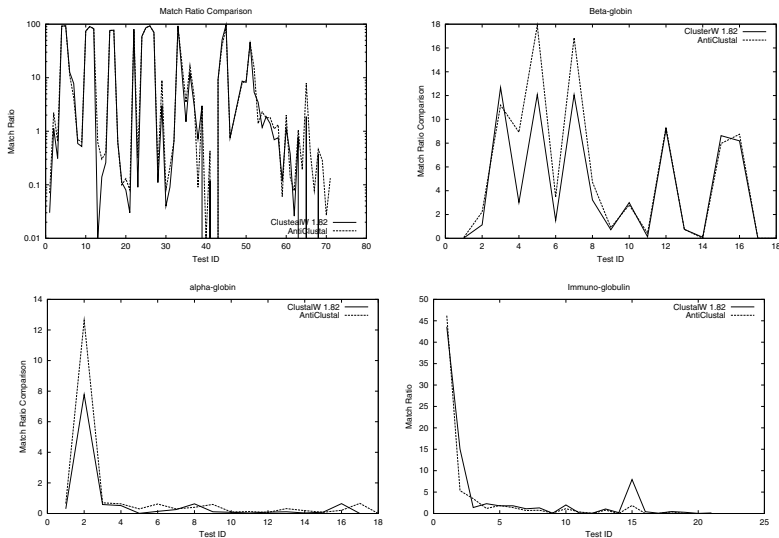 Match Ratio Comparison
100
10
1
0.1
0.01
0 10 20 30 40 50 60 70 80
Match Ratio
Test ID
ClustealW 1.82
AntiClustal
Beta-globin
18
16
14
12
10
8
6
4
2
0
0 2 4 6 8 10 12 14 16 18
Match Ratio Comparison
Test ID
ClusterW 1.82
AntiClustal
alpha-globin
14
12
10
8
6
4
2
0
0 2 4 6 8 10 12 14 16 18
Match Ratio Comparison
Test ID
ClustalW 1.82
AntiClustal
Immuno-globulin
50
45
40
35
30
25
20
15
10
5
0
0 5 10 15 20 25
Match Ratio
Test ID
ClustalW 1.82
AntiClustal